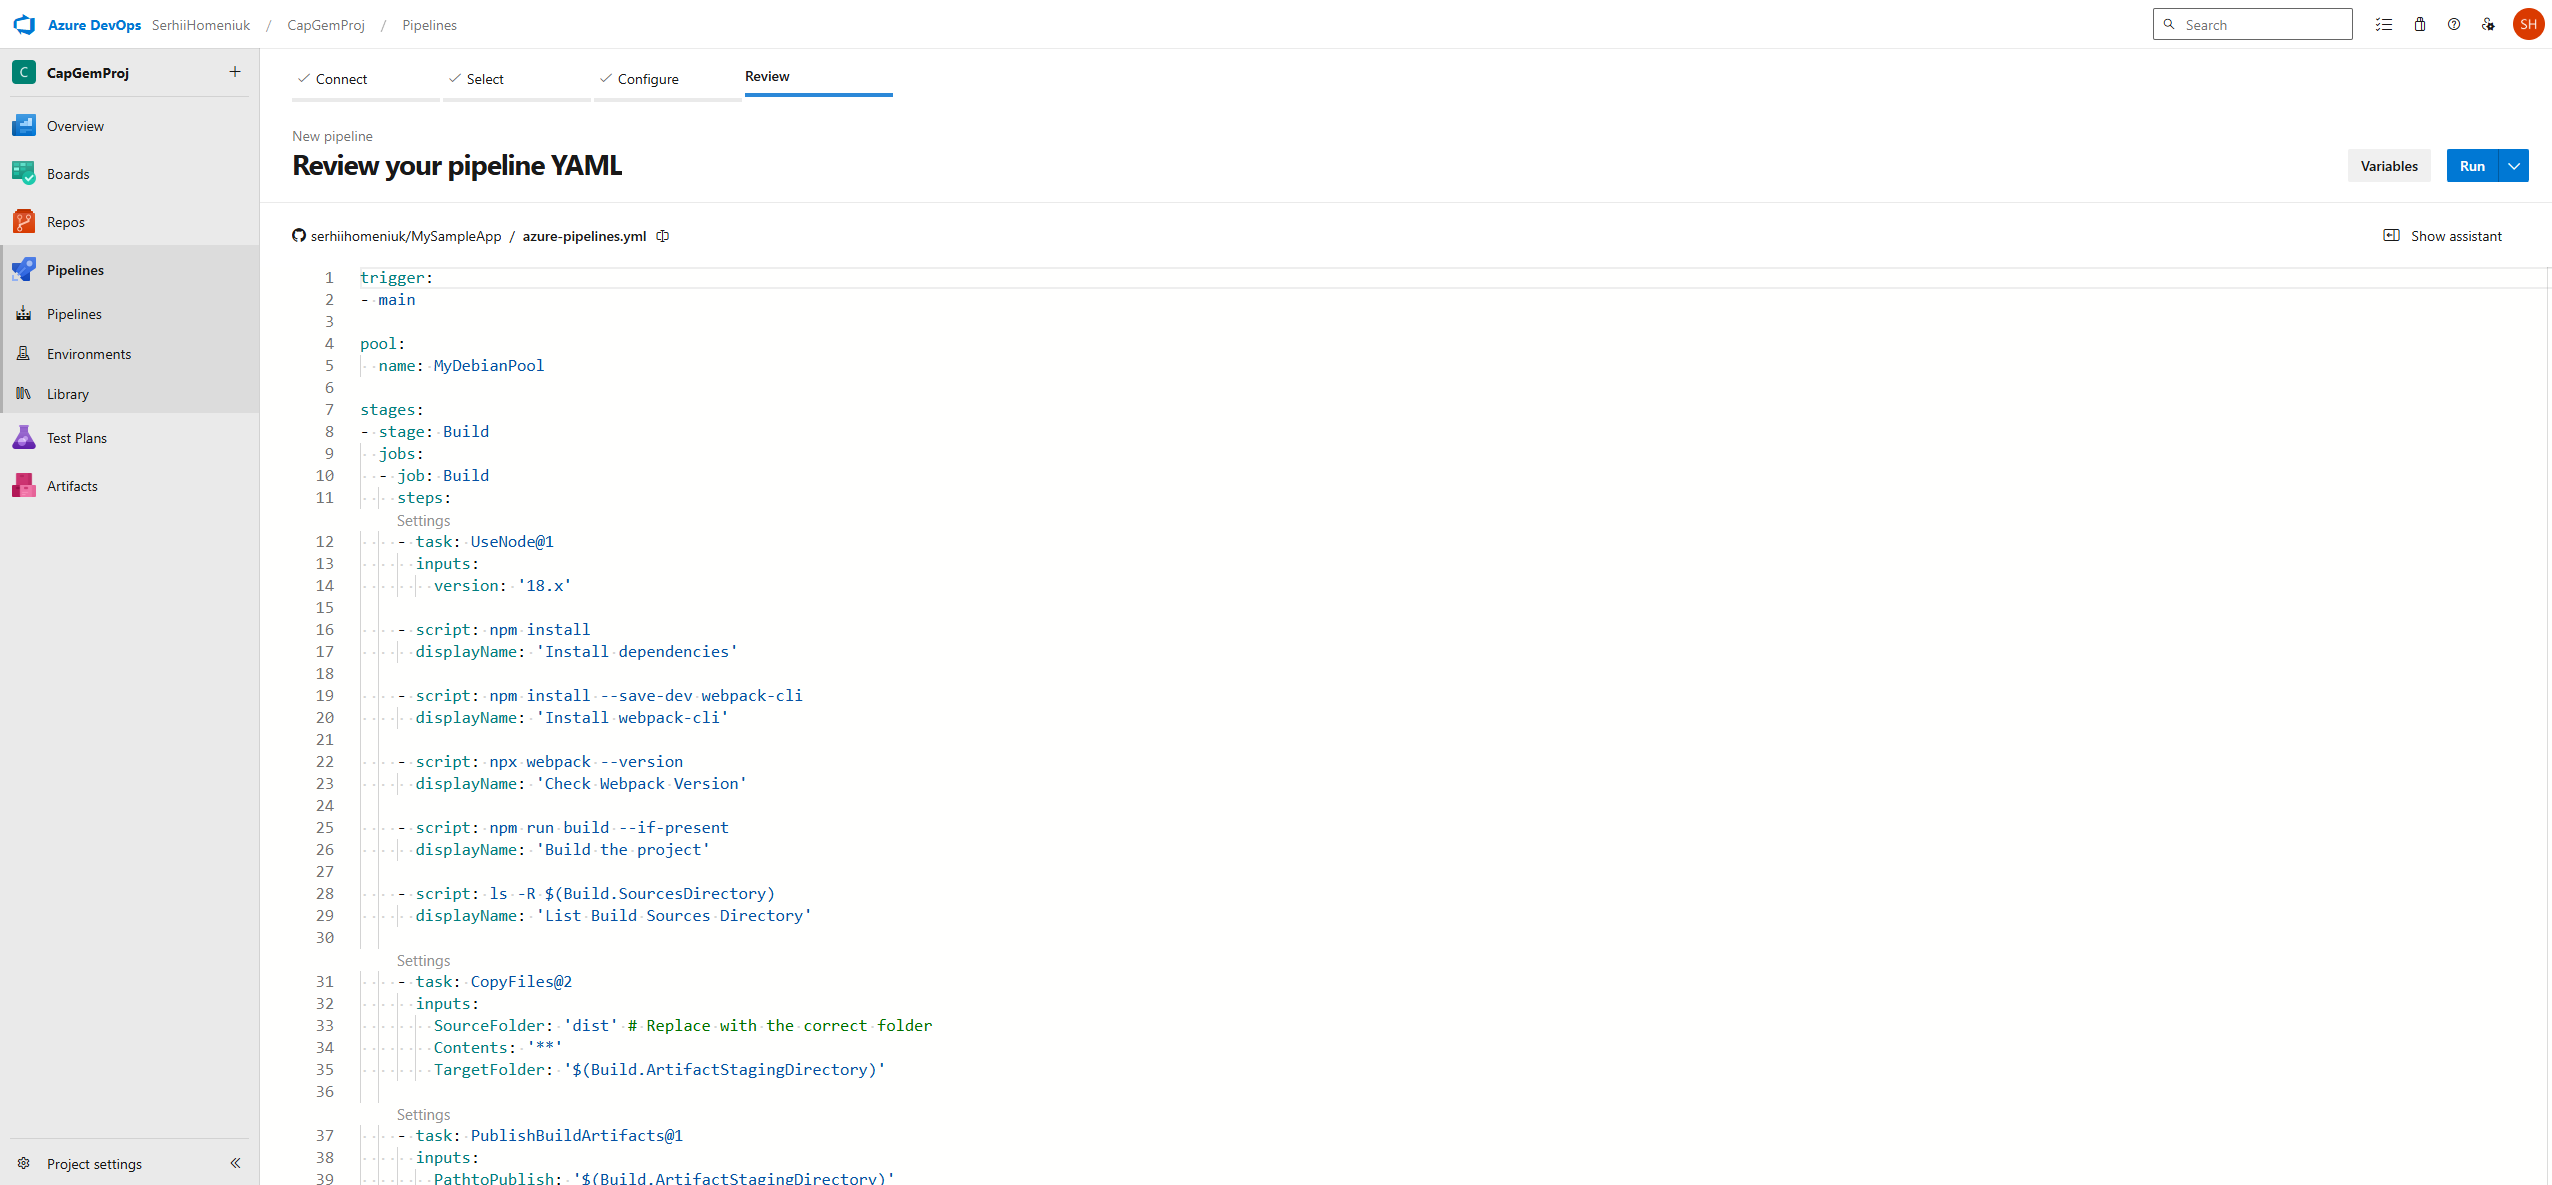 Azure DevOps SerhiiHomeniuk / CapGemProj / Pipelines
Search
SH
C CapGemProj +
Overview
Boards
Repos
Pipelines
Pipelines
Environments
Library
Test Plans
Artifacts
Project settings
Connect
Select
Configure
Review
New pipeline
Review your pipeline YAML
Variables
Run
serhiihomeniuk/MySampleApp / azure-pipelines.yml
Show assistant
1 trigger:
2 - main
3
4 pool:
5   name: MyDebianPool
6
7 stages:
8 - stage: Build
9   jobs:
10   - job: Build
11     steps:
Settings
12     - task: UseNode@1
13       inputs:
14         version: '18.x'
15
16     - script: npm install
17       displayName: 'Install dependencies'
18
19     - script: npm install --save-dev webpack-cli
20       displayName: 'Install webpack-cli'
21
22     - script: npx webpack --version
23       displayName: 'Check Webpack Version'
24
25     - script: npm run build --if-present
26       displayName: 'Build the project'
27
28     - script: ls -R $(Build.SourcesDirectory)
29       displayName: 'List Build Sources Directory'
30
Settings
31     - task: CopyFiles@2
32       inputs:
33         SourceFolder: 'dist' # Replace with the correct folder
34         Contents: '**'
35         TargetFolder: '$(Build.ArtifactStagingDirectory)'
36
Settings
37     - task: PublishBuildArtifacts@1
38       inputs:
39         PathtoPublish: '$(Build.ArtifactStagingDirectory)'